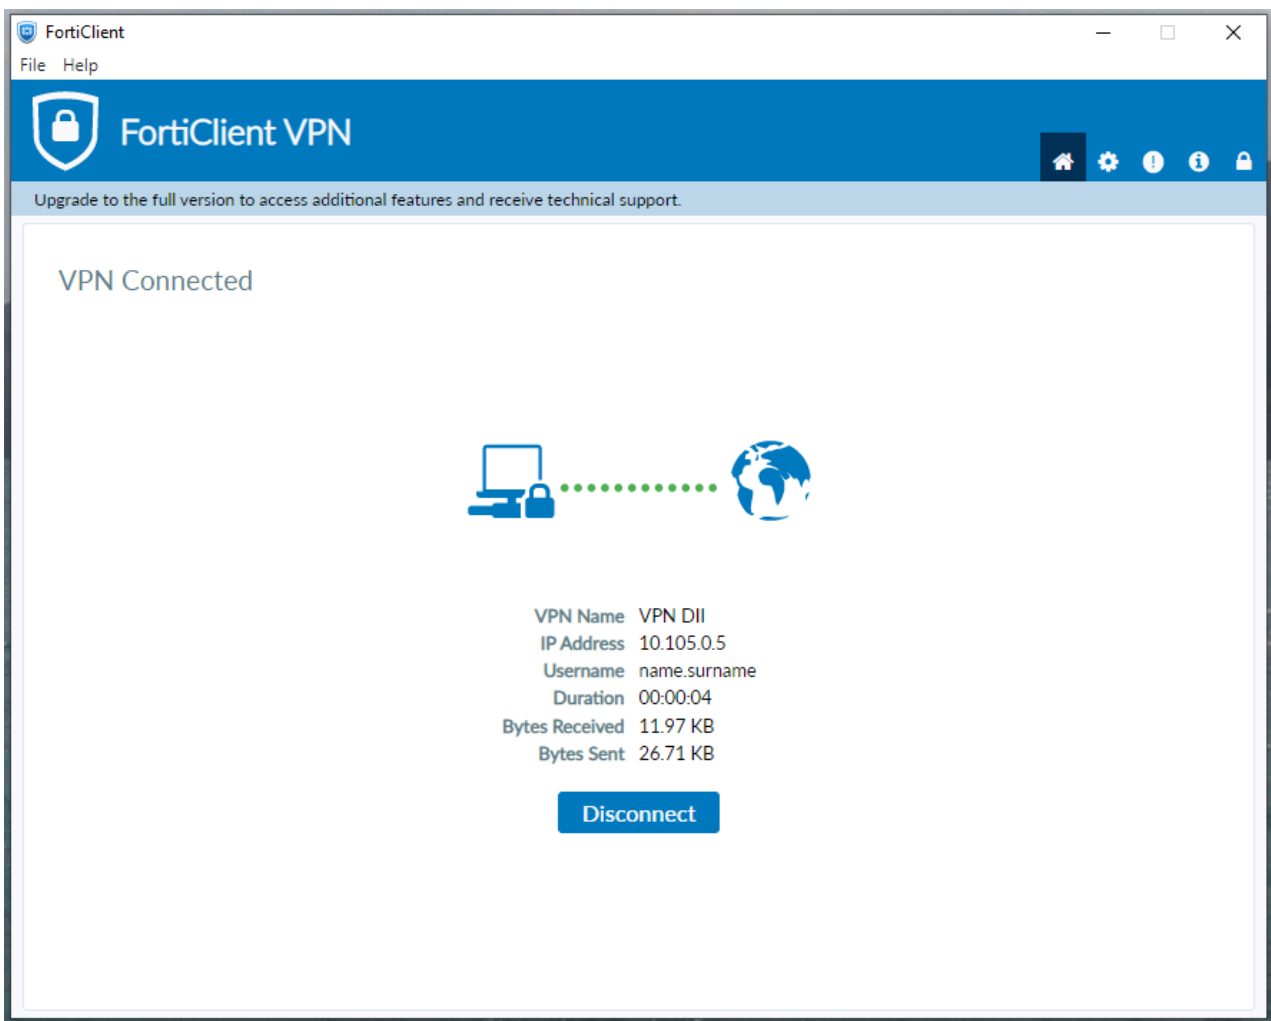 FortiClient
File Help
FortiClient VPN
Upgrade to the full version to access additional features and receive technical support.
VPN Connected
VPN Name VPN DII
IP Address 10.105.0.5
Username name.surname
Duration 00:00:04
Bytes Received 11.97 KB
Bytes Sent 26.71 KB
Disconnect